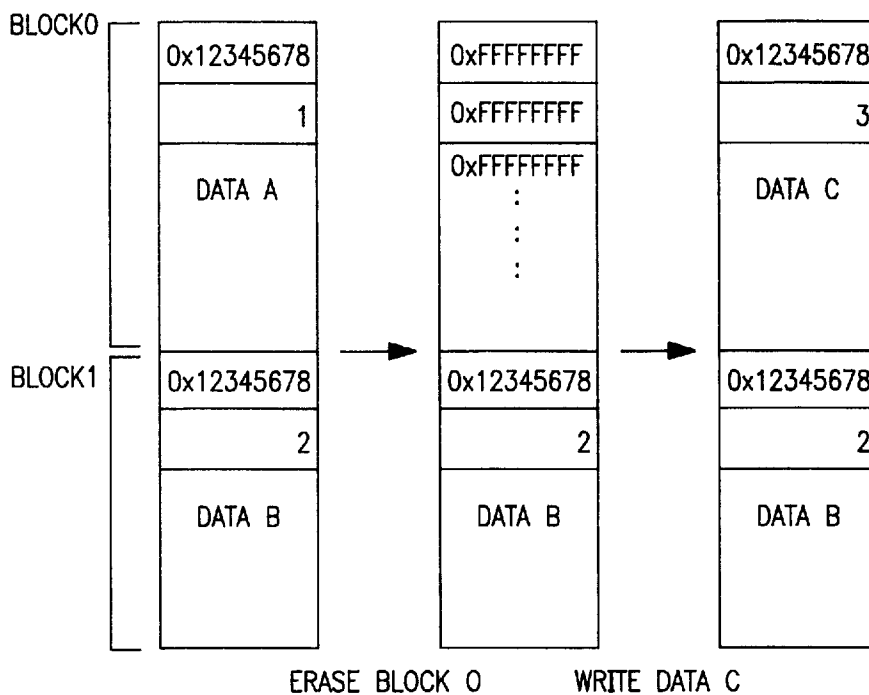 BLOCK0
0x12345678
0xFFFFFFFF
0x12345678
1
0xFFFFFFFF
3
0xFFFFFFFF
DATA A
DATA C
BLOCK1
0x12345678
0x12345678
0x12345678
2
2
2
DATA B
DATA B
DATA B
ERASE BLOCK 0
WRITE DATA C